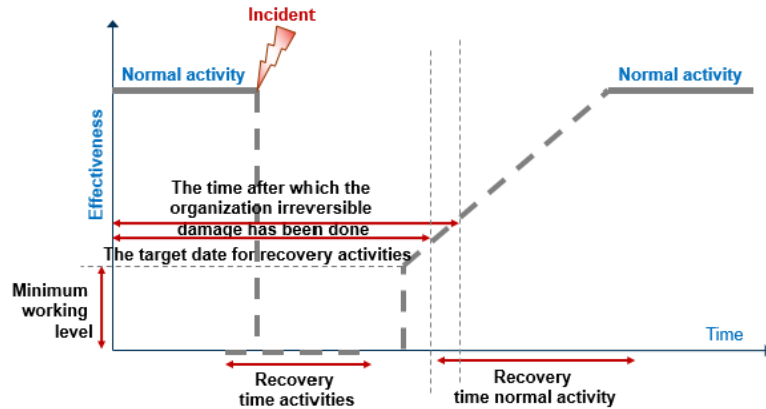 Incident
Normal activity
Normal activity
Effectiveness
The time after which the
organization irreversible
damage has been done
The target date for recovery activities
Minimum
working
level
Time
Recovery
time activities
Recovery
time normal activity